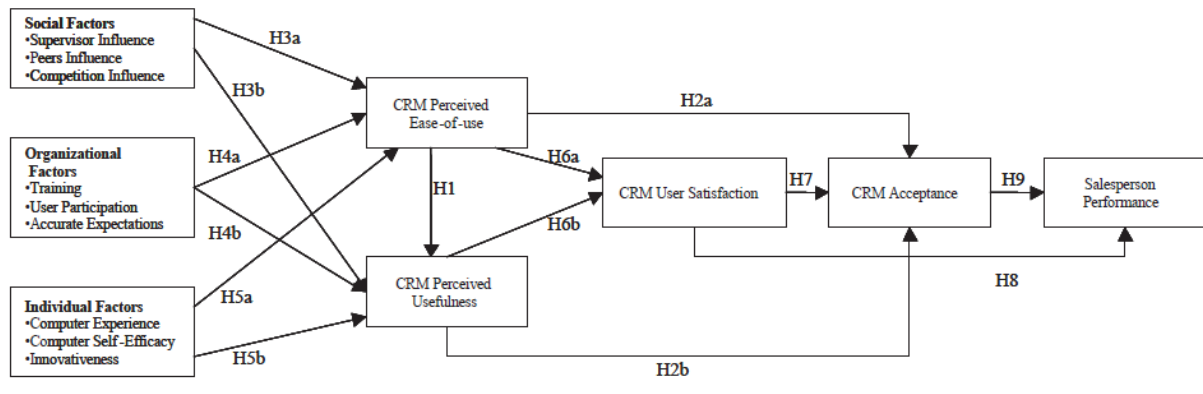 Social Factors
•Supervisor Influence
•Peers Influence
•Competition Influence
H3a
H3b
Organizational
Factors
•Training
•User Participation
•Accurate Expectations
H4a
H4b
Individual Factors
•Computer Experience
•Computer Self-Efficacy
•Innovativeness
H5a
H5b
CRM Perceived
Ease-of-use
H1
CRM Perceived
Usefulness
H2a
H6a
H6b
H2b
CRM User Satisfaction
H7
CRM Acceptance
H9
H8
Salesperson
Performance